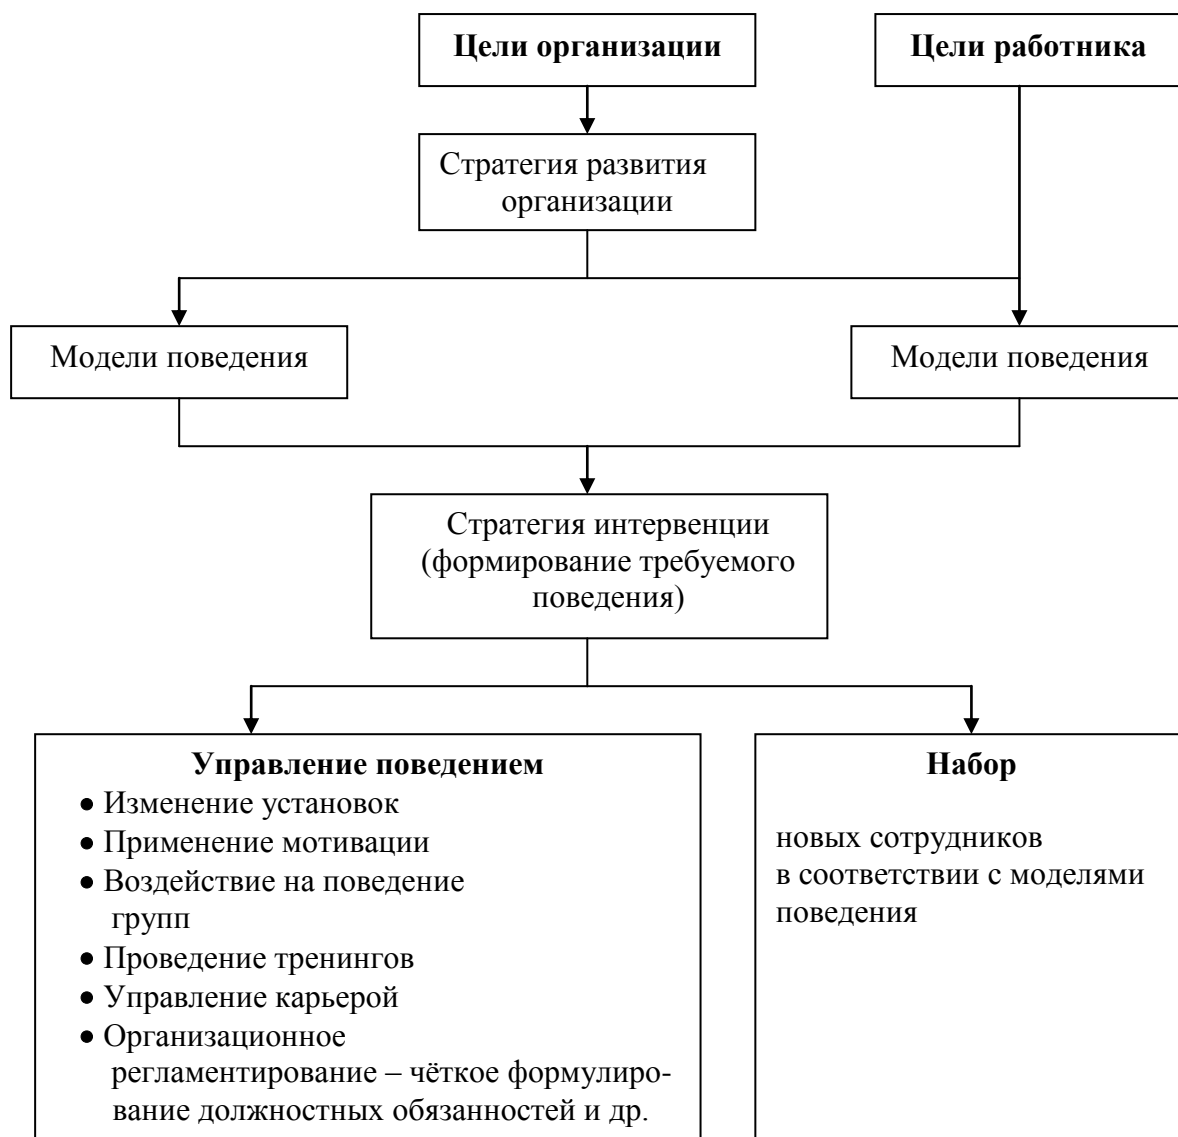 Цели организации
Цели работника
Стратегия развития
организации
Модели поведения
Модели поведения
Стратегия интервенции
(формирование требуемого
поведения)
Управление поведением
• Изменение установок
• Применение мотивации
• Воздействие на поведение
групп
• Проведение тренингов
• Управление карьерой
• Организационное
регламентирование – чёткое формулиро-
вание должностных обязанностей и др.
Набор
новых сотрудников
в соответствии с моделями
поведения